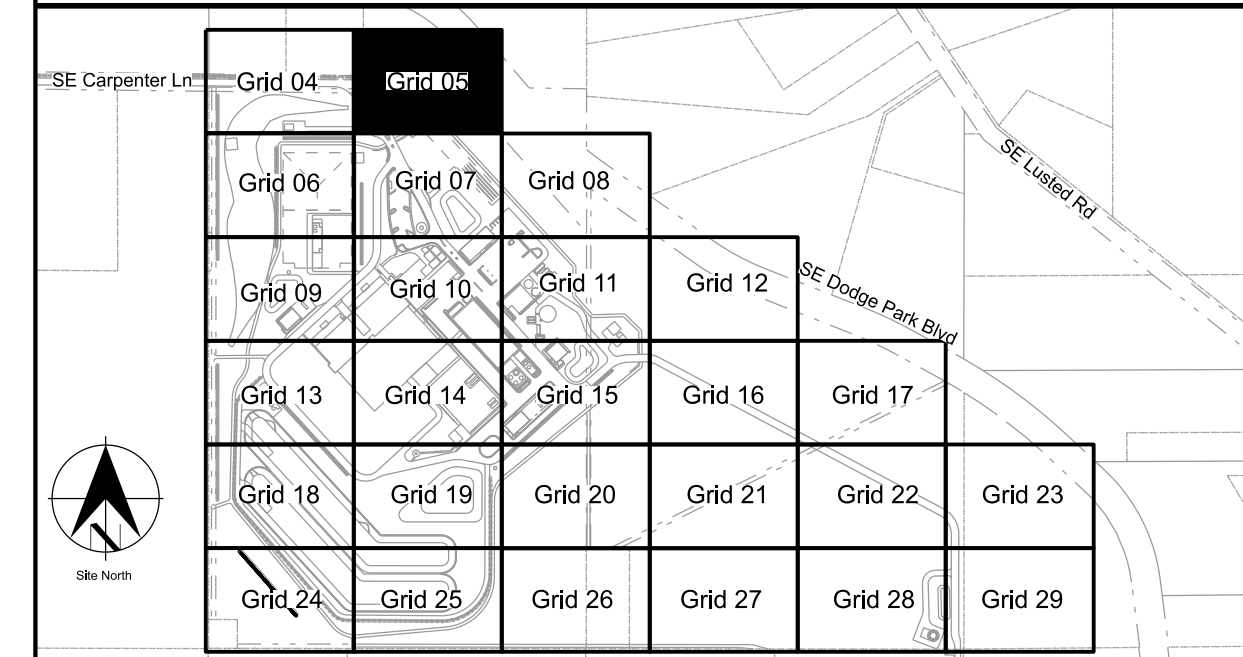 SE Carpenter Ln
Grid 04
Grid 05
Grid 06
Grid 07
Grid 08
SE Lusted Rd
Grid 09
Grid 10
Grid 11
Grid 12
SE Dodge Park Blvd
Grid 13
Grid 14
Grid 15
Grid 16
Grid 17
Grid 18
Grid 19
Grid 20
Grid 21
Grid 22
Grid 23
N
Site North
Grid 24
Grid 25
Grid 26
Grid 27
Grid 28
Grid 29